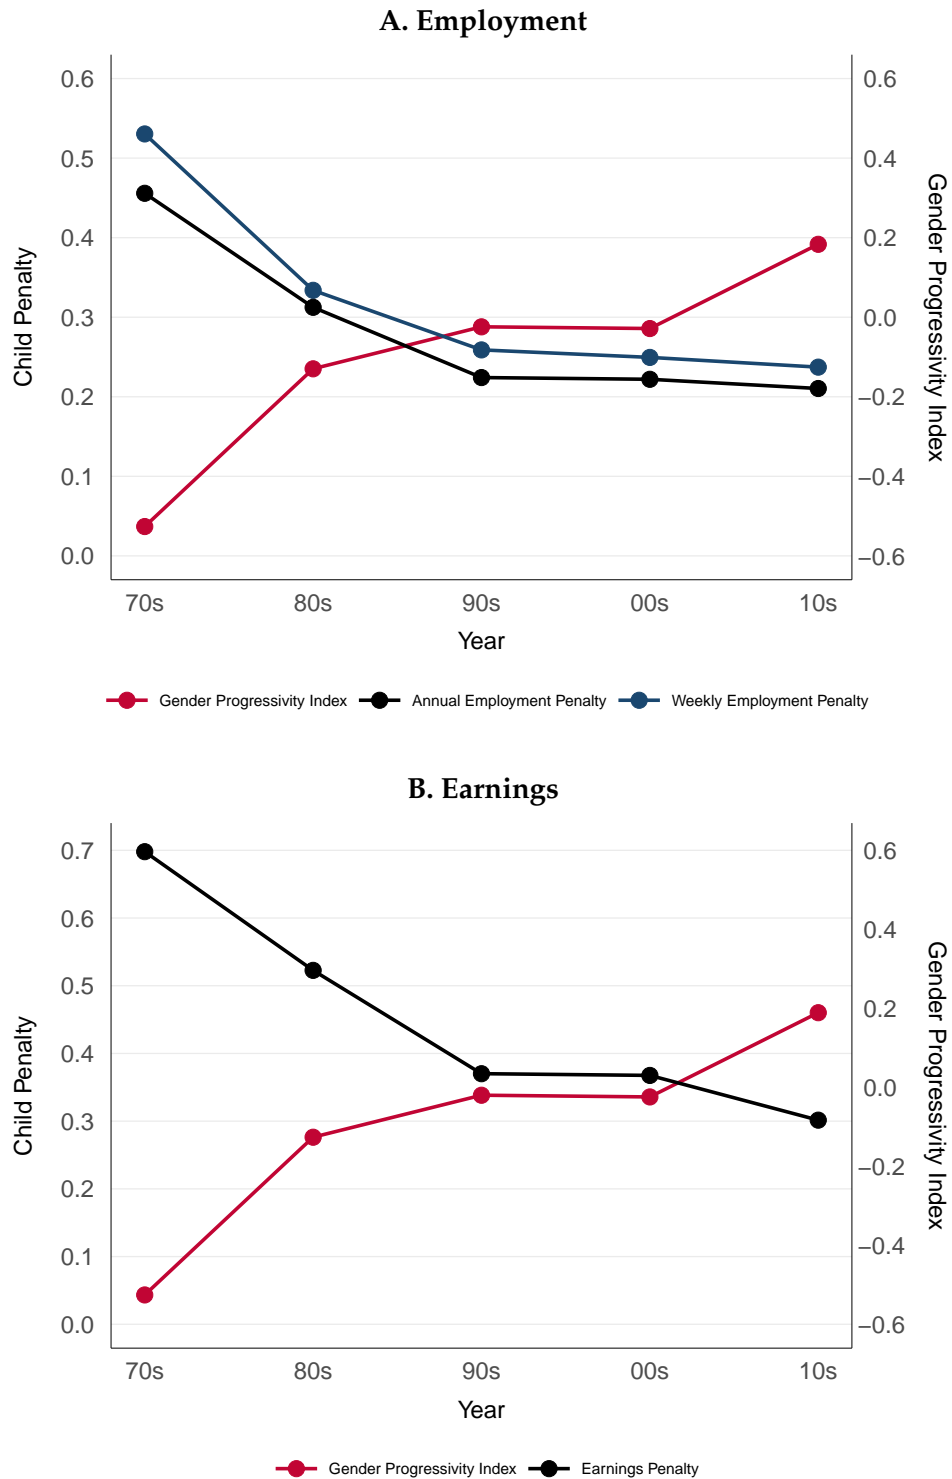 A. Employment
0.6
0.5
0.4
0.3
0.2
0.1
0.0
Child Penalty
0.6
0.4
0.2
0.0
−0.2
−0.4
−0.6
Gender Progressivity Index
70s 80s 90s 00s 10s
Year
Gender Progressivity Index Annual Employment Penalty Weekly Employment Penalty
B. Earnings
0.7
0.6
0.5
0.4
0.3
0.2
0.1
0.0
Child Penalty
0.6
0.4
0.2
0.0
−0.2
−0.4
−0.6
Gender Progressivity Index
70s 80s 90s 00s 10s
Year
Gender Progressivity Index Earnings Penalty